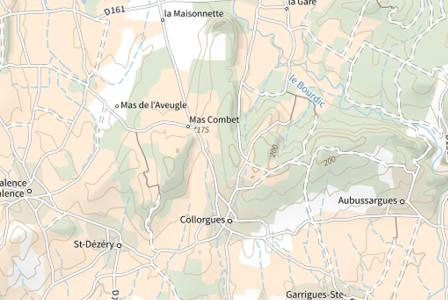 la Gare
D161
la Maisonnette
le Bourdic
Mas de l'Aveugle
Mas Combet
175
200
200
alence
lence
Aubussargues
Collorgues
St-Dézéry
Garrigues-Ste-